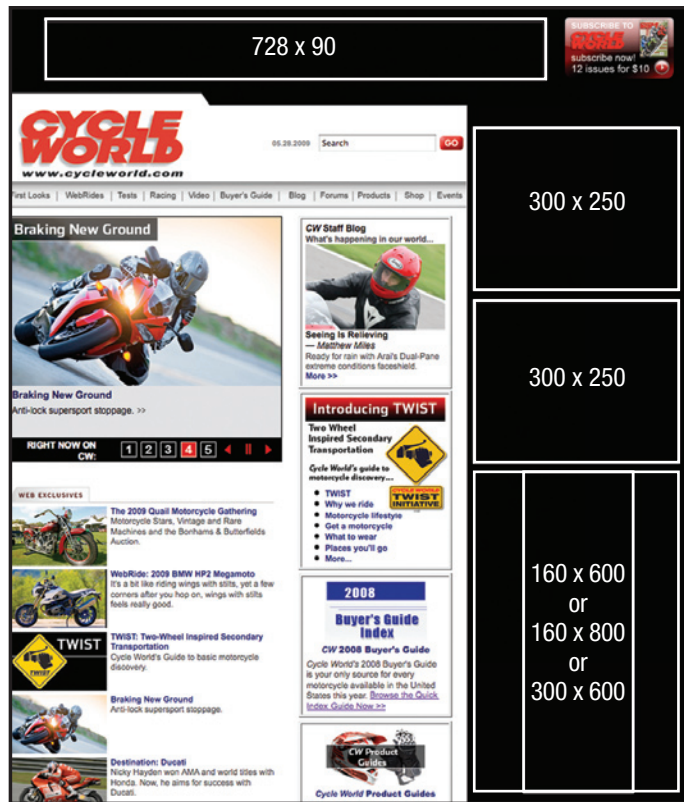 728 x 90
SUBSCRIBE TO
CYCLE
WORLD
subscribe now!
12 issues for $10
CYCLE
WORLD
www.cycleworld.com
05.28.2009
Search
GO
First Looks | WebRides | Tests | Racing | Video | Buyer's Guide | Blog | Forums | Products | Shop | Events
Braking New Ground
Braking New Ground
Anti-lock supersport stoppage. >>
RIGHT NOW ON
CW:
1 2 3 4 5
WEB EXCLUSIVES
The 2009 Quail Motorcycle Gathering
Motorcycle Stars, Vintage and Rare
Machines and the Bonhams & Butterfields
Auction.
WebRide: 2009 BMW HP2 Megamoto
It's a bit like riding wings with stilts, yet a few
corners after you hop on, wings with stilts
feels really good.
TWIST
TWIST
TWIST: Two-Wheel Inspired Secondary
Transportation
Cycle World's Guide to basic motorcycle
discovery.
Braking New Ground
Anti-lock supersport stoppage.
Destination: Ducati
Nicky Hayden won AMA and world titles with
Honda. Now, he aims for success with
Ducati.
CW Staff Blog
What's happening in our world...
Seeing Is Relieving
— Matthew Miles
Ready for rain with Arai's Dual-Pane
extreme conditions faceshield.
More >>
Introducing TWIST
Two Wheel
Inspired Secondary
Transportation
Cycle World's guide to
motorcycle discovery...
• TWIST
• Why we ride
• Motorcycle lifestyle
• Get a motorcycle
• What to wear
• Places you'll go
• More...
CYCLE WORLD
TWIST
INITIATIVE
2008
Buyer's Guide
Index
CW 2008 Buyer's Guide
Cycle World's 2008 Buyer's Guide
is your only source for every
motorcycle available in the United
States this year. Browse the Quick
Index Guide Now >>
CW Product
Guides
Cycle World Product Guides
300 x 250
300 x 250
160 x 600
or
160 x 800
or
300 x 600